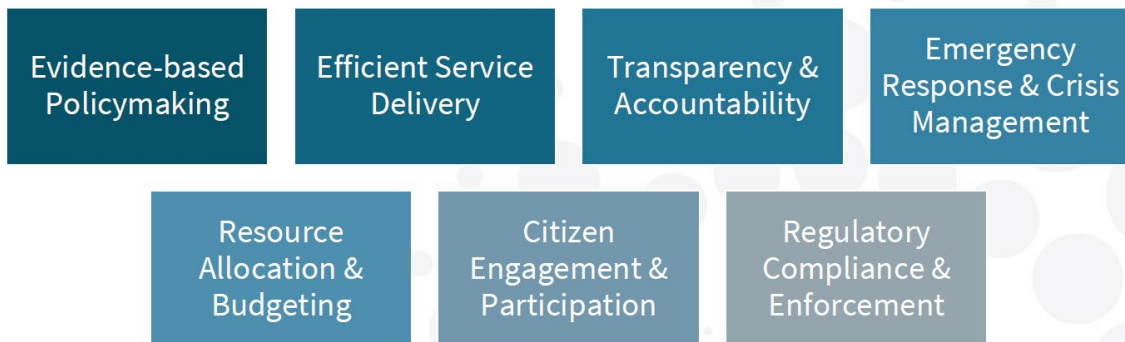 Evidence-based
Policymaking
Efficient Service
Delivery
Transparency &
Accountability
Emergency
Response & Crisis
Management
Resource
Allocation &
Budgeting
Citizen
Engagement &
Participation
Regulatory
Compliance &
Enforcement